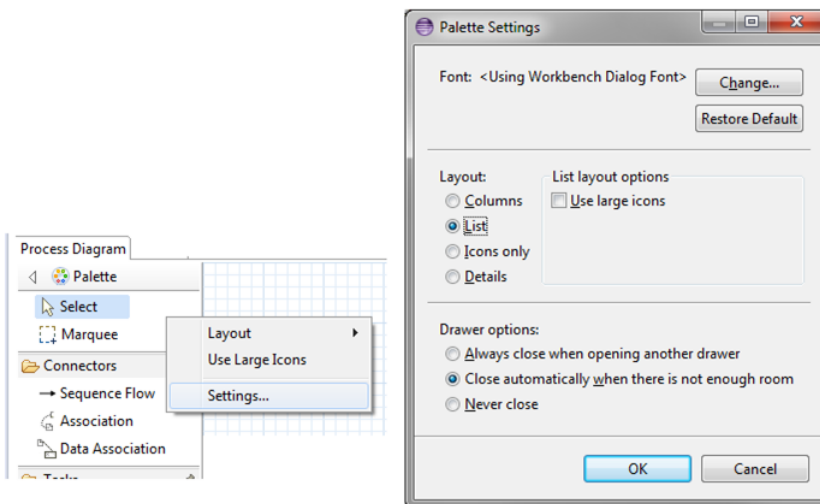 Process Diagram
Palette
Select
Marquee
Connectors
Sequence Flow
Association
Data Association
Tasks
Layout
Use Large Icons
Settings...
Palette Settings
Font: <Using Workbench Dialog Font>
Change...
Restore Default
Layout:
Columns
List
Icons only
Details
List layout options
Use large icons
Drawer options:
Always close when opening another drawer
Close automatically when there is not enough room
Never close
OK
Cancel